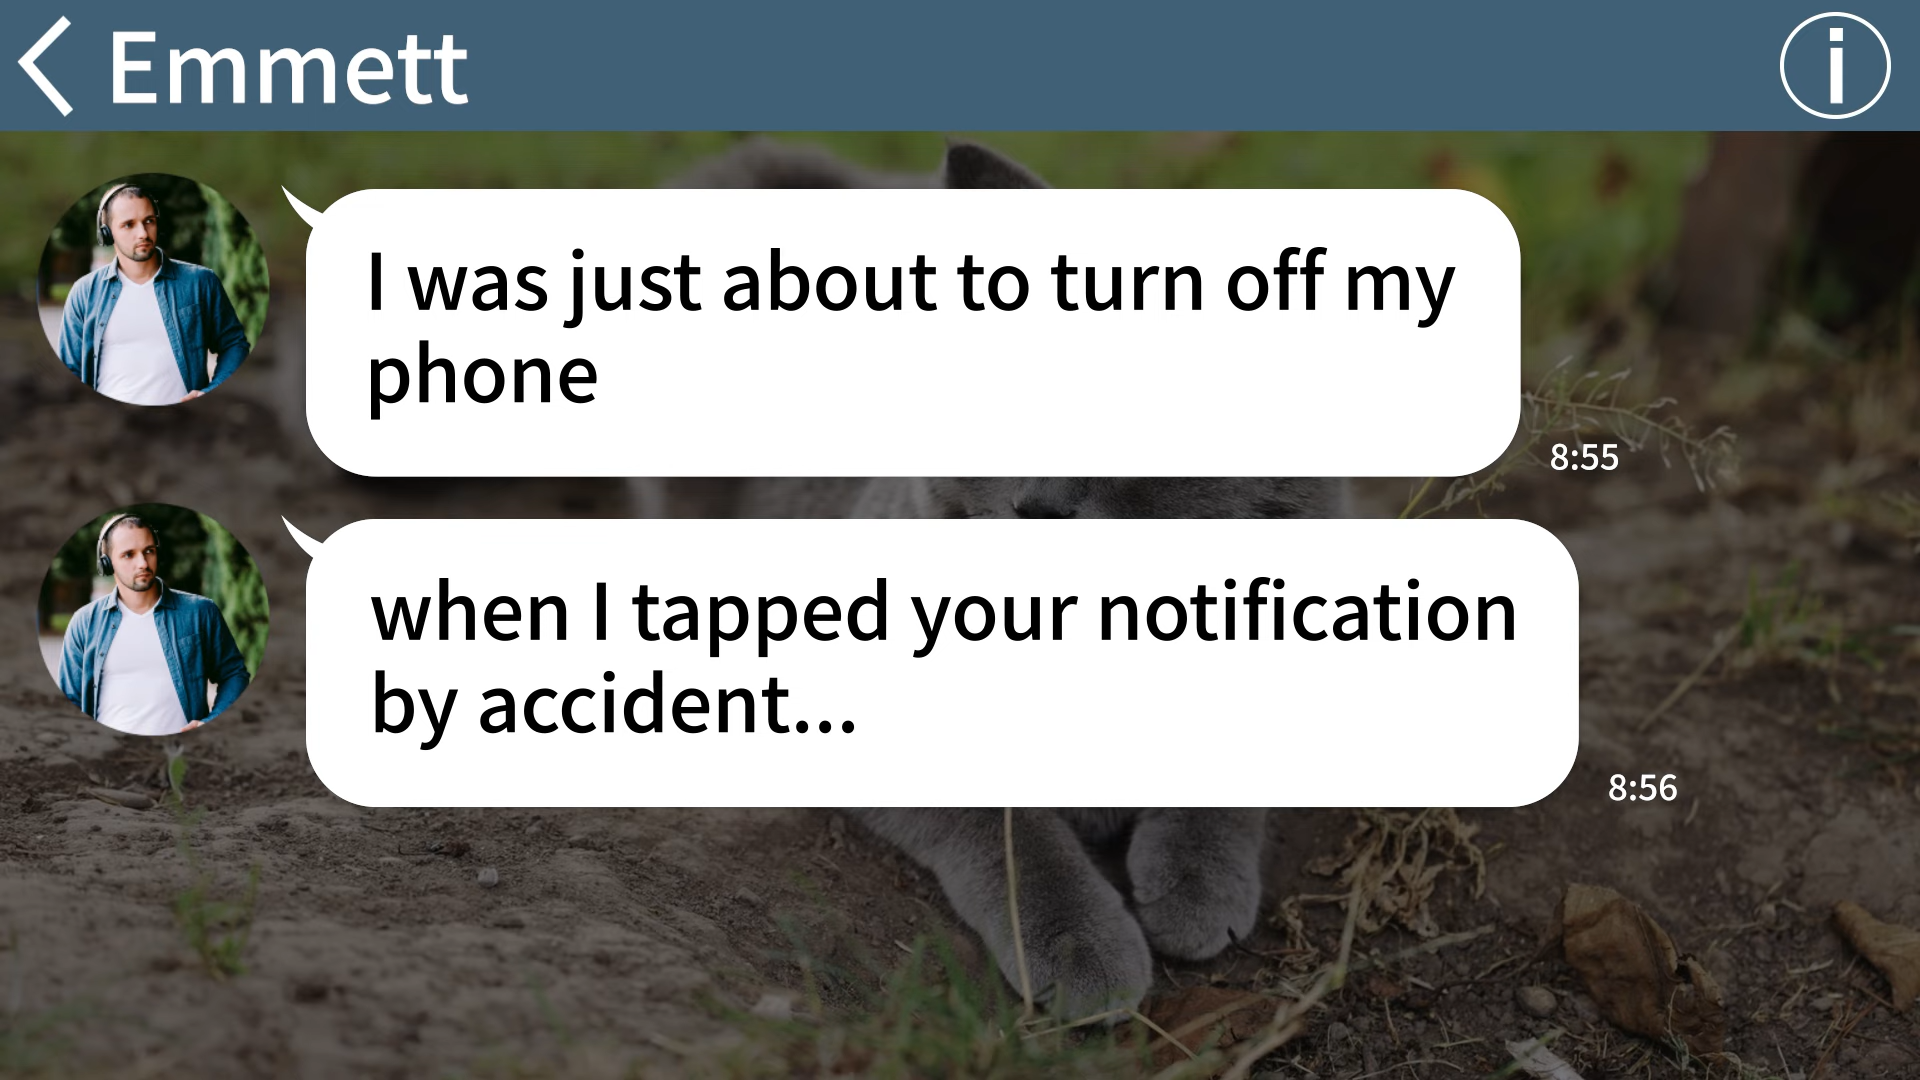 Emmett
i
I was just about to turn off my
phone
8:55
when I tapped your notification
by accident...
8:56